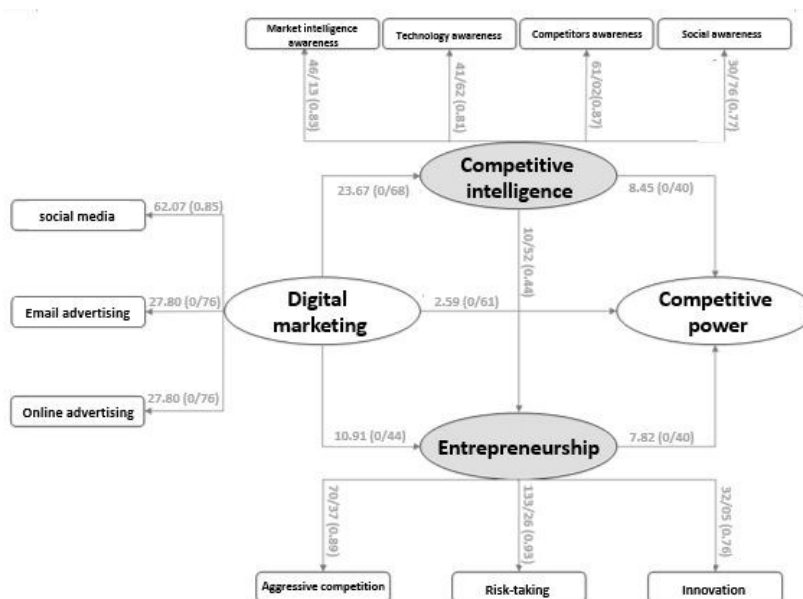 Market intelligence
awareness
Technology awareness
Competitors awareness
Social awareness
46/13 (0.83)
41/62 (0.81)
61/02(0.87)
30/76 (0.77)
Competitive
intelligence
23.67 (0/68)
8.45 (0/40)
62.07 (0.85)
social media
10/52 (0.44)
27.80 (0/76)
Email advertising
Digital
marketing
2.59 (0/61)
Competitive
power
27.80 (0/76)
Online advertising
10.91 (0/44)
Entrepreneurship
7.82 (0/40)
70/37 (0.89)
133/26 (0.93)
32/05 (0.76)
Aggressive competition
Risk-taking
Innovation